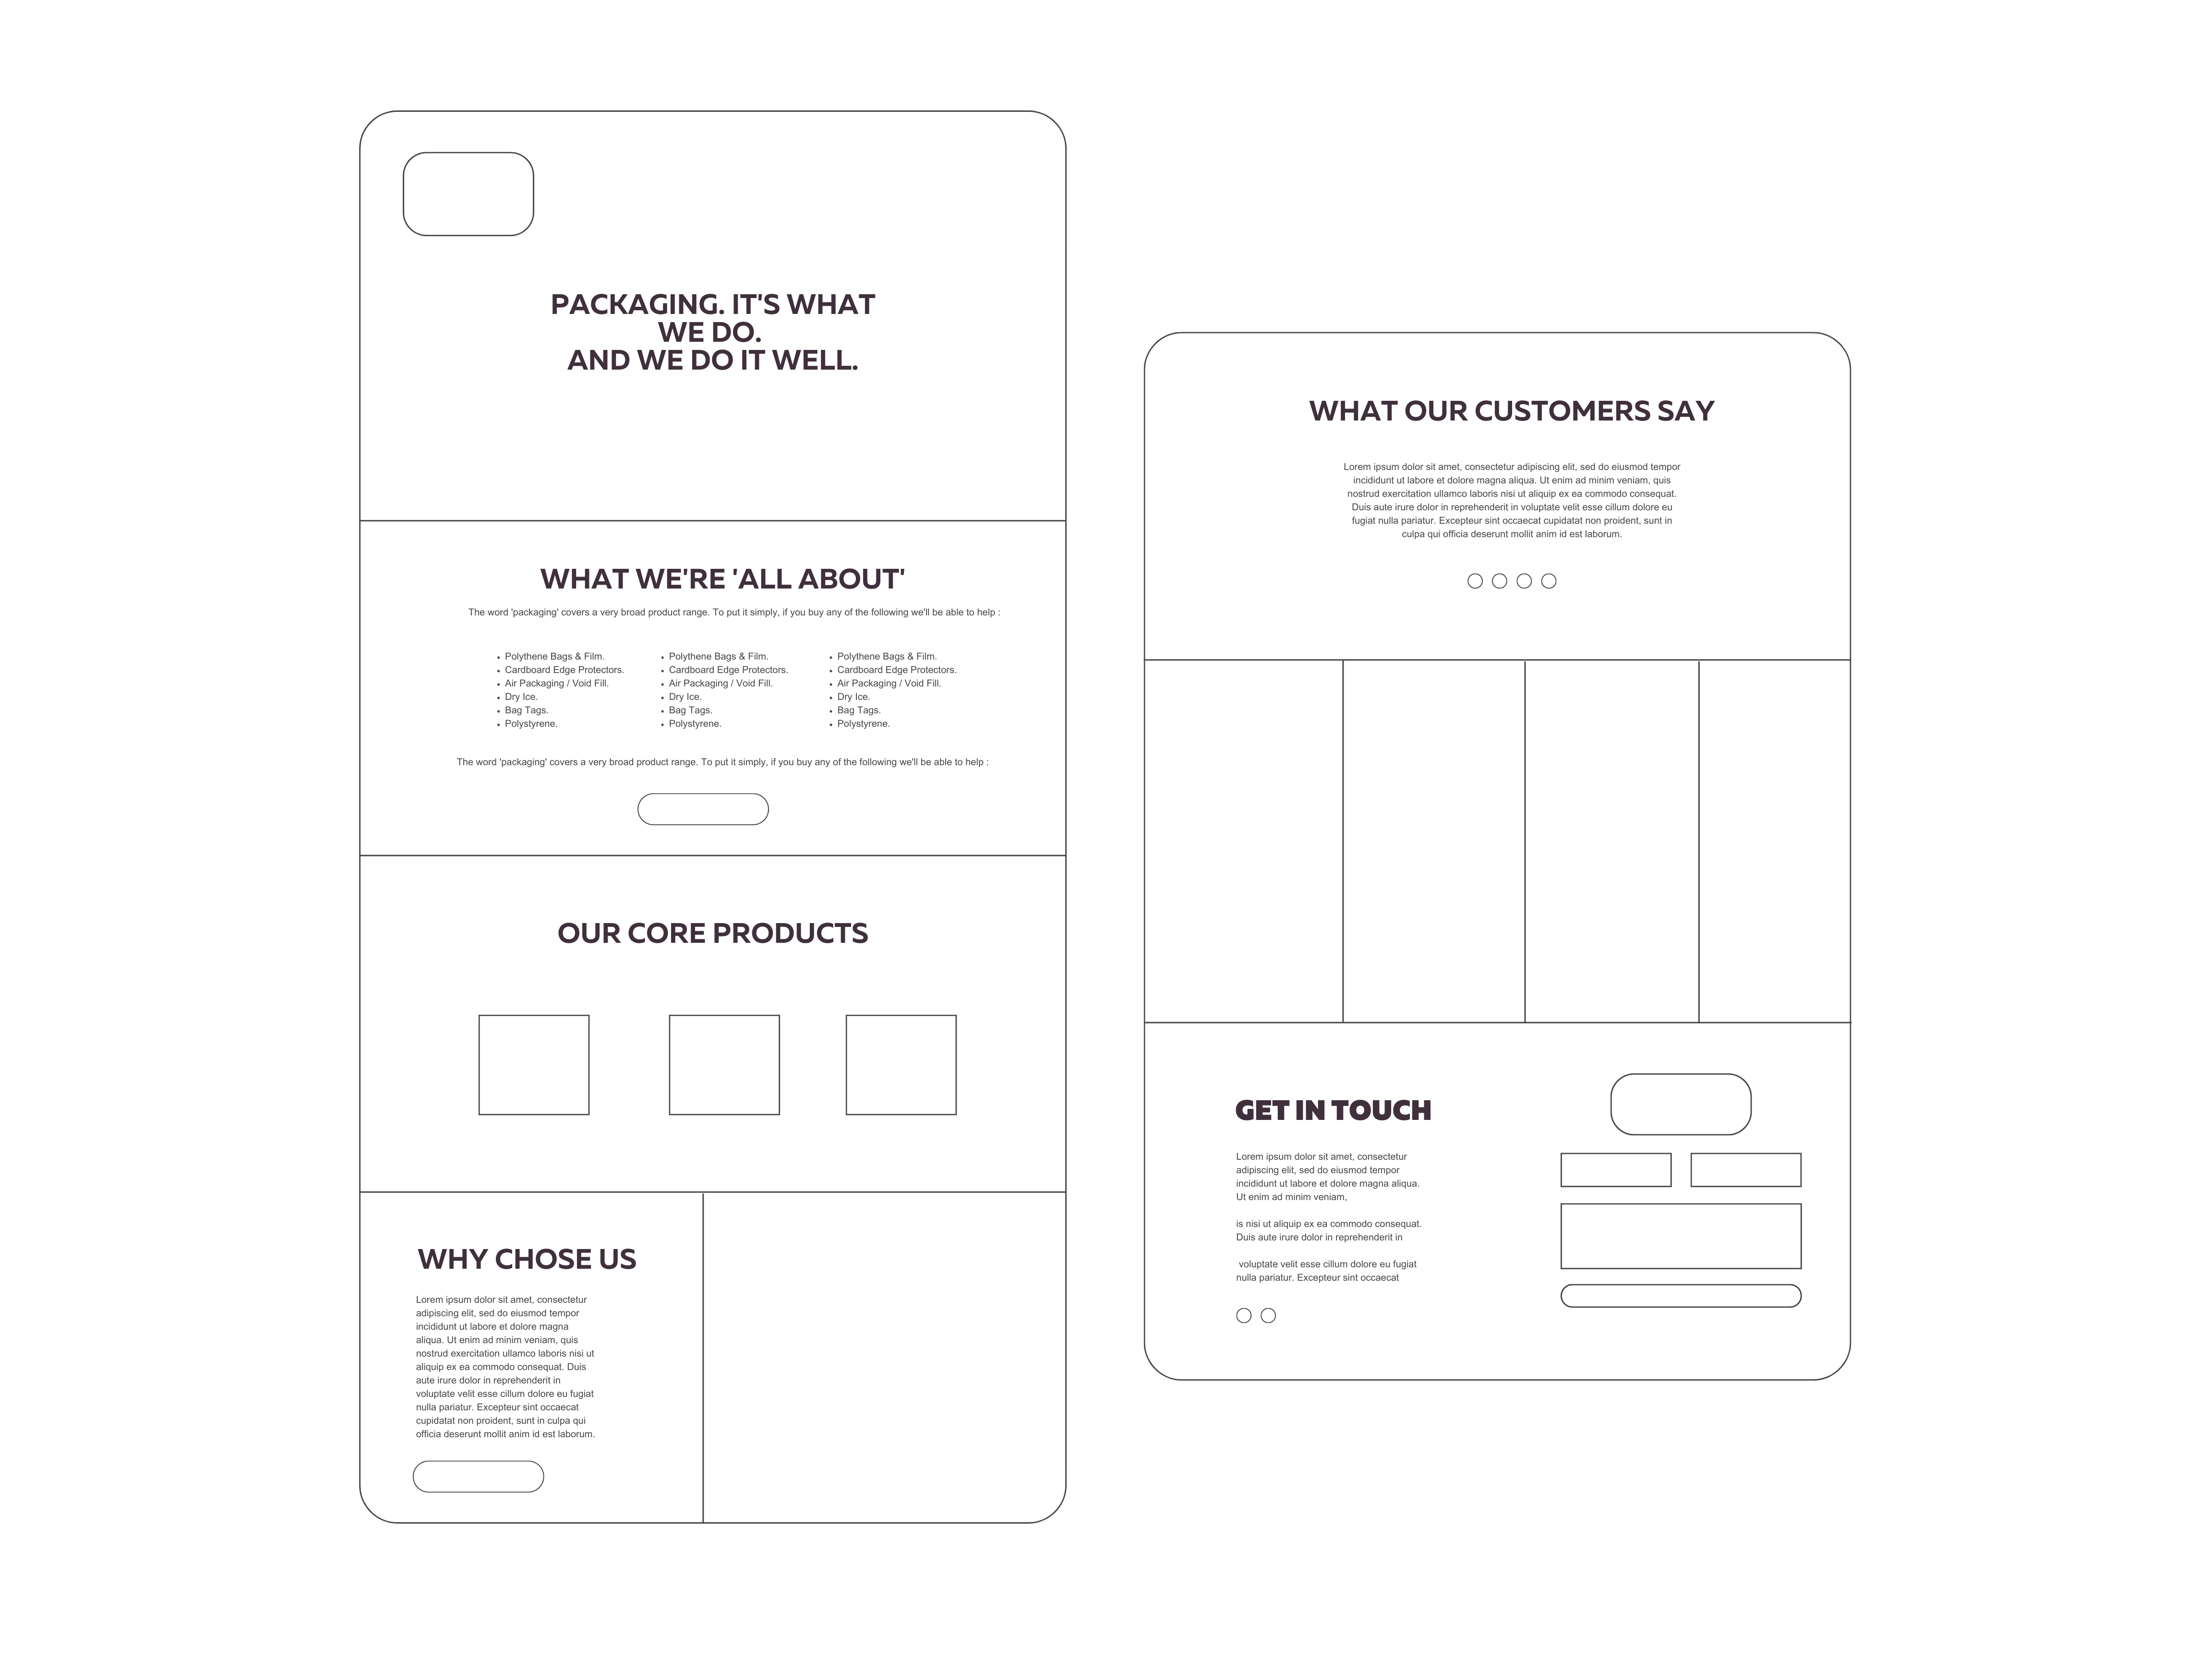 PACKAGING. IT'S WHAT
WE DO.
AND WE DO IT WELL.
WHAT WE'RE 'ALL ABOUT'
The word 'packaging' covers a very broad product range. To put it simply, if you buy any of the following we'll be able to help :
• Polythene Bags & Film.
• Cardboard Edge Protectors.
• Air Packaging / Void Fill.
• Dry Ice.
• Bag Tags.
• Polystyrene.
• Polythene Bags & Film.
• Cardboard Edge Protectors.
• Air Packaging / Void Fill.
• Dry Ice.
• Bag Tags.
• Polystyrene.
• Polythene Bags & Film.
• Cardboard Edge Protectors.
• Air Packaging / Void Fill.
• Dry Ice.
• Bag Tags.
• Polystyrene.
The word 'packaging' covers a very broad product range. To put it simply, if you buy any of the following we'll be able to help :
OUR CORE PRODUCTS
WHY CHOSE US
Lorem ipsum dolor sit amet, consectetur
adipiscing elit, sed do eiusmod tempor
incididunt ut labore et dolore magna
aliqua. Ut enim ad minim veniam, quis
nostrud exercitation ullamco laboris nisi ut
aliquip ex ea commodo consequat. Duis
aute irure dolor in reprehenderit in
voluptate velit esse cillum dolore eu fugiat
nulla pariatur. Excepteur sint occaecat
cupidatat non proident, sunt in culpa qui
officia deserunt mollit anim id est laborum.
WHAT OUR CUSTOMERS SAY
Lorem ipsum dolor sit amet, consectetur adipiscing elit, sed do eiusmod tempor
incididunt ut labore et dolore magna aliqua. Ut enim ad minim veniam, quis
nostrud exercitation ullamco laboris nisi ut aliquip ex ea commodo consequat.
Duis aute irure dolor in reprehenderit in voluptate velit esse cillum dolore eu
fugiat nulla pariatur. Excepteur sint occaecat cupidatat non proident, sunt in
culpa qui officia deserunt mollit anim id est laborum.
GET IN TOUCH
Lorem ipsum dolor sit amet, consectetur
adipiscing elit, sed do eiusmod tempor
incididunt ut labore et dolore magna aliqua.
Ut enim ad minim veniam,
is nisi ut aliquip ex ea commodo consequat.
Duis aute irure dolor in reprehenderit in
voluptate velit esse cillum dolore eu fugiat
nulla pariatur. Excepteur sint occaecat